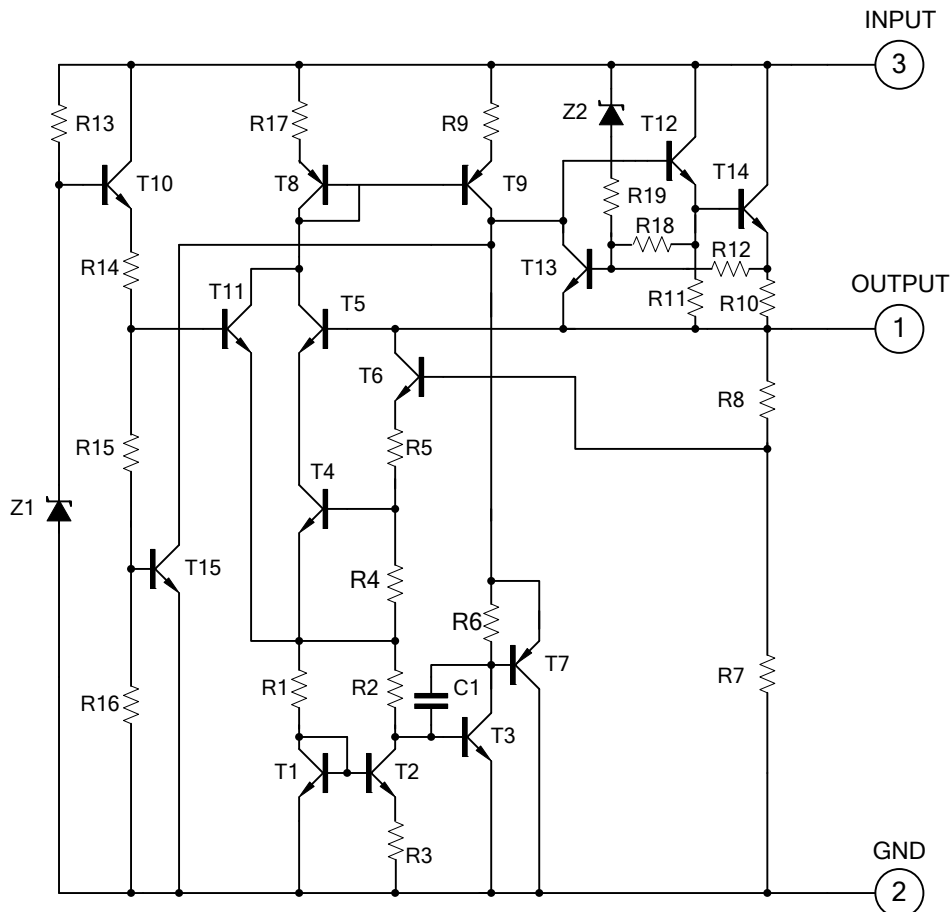 INPUT
3
R13
R17
R9
Z2
T12
T10
T8
T9
T14
R19
R18
R12
R14
T11
T5
T13
R11
R10
OUTPUT
1
T6
R8
R15
R5
Z1
T4
T15
R4
R6
T7
R16
R1
R2
C1
R7
T3
T1
T2
R3
GND
2